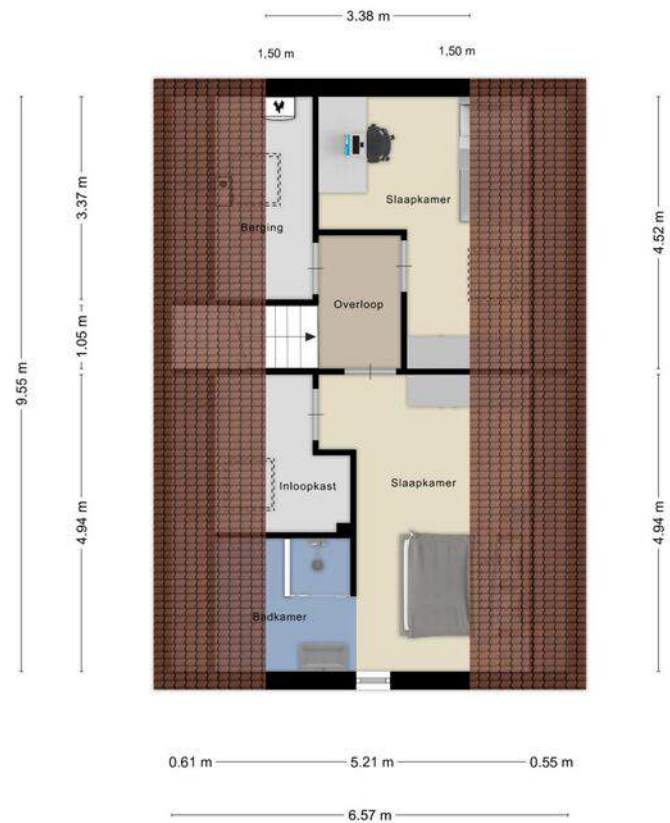 3.38 m
1.50 m
1.50 m
9.55 m
3.37 m
1.05 m
4.94 m
4.52 m
4.94 m
Slaapkamer
Berging
Overloop
Inloopkast
Slaapkamer
Badkamer
0.61 m
5.21 m
0.55 m
6.57 m